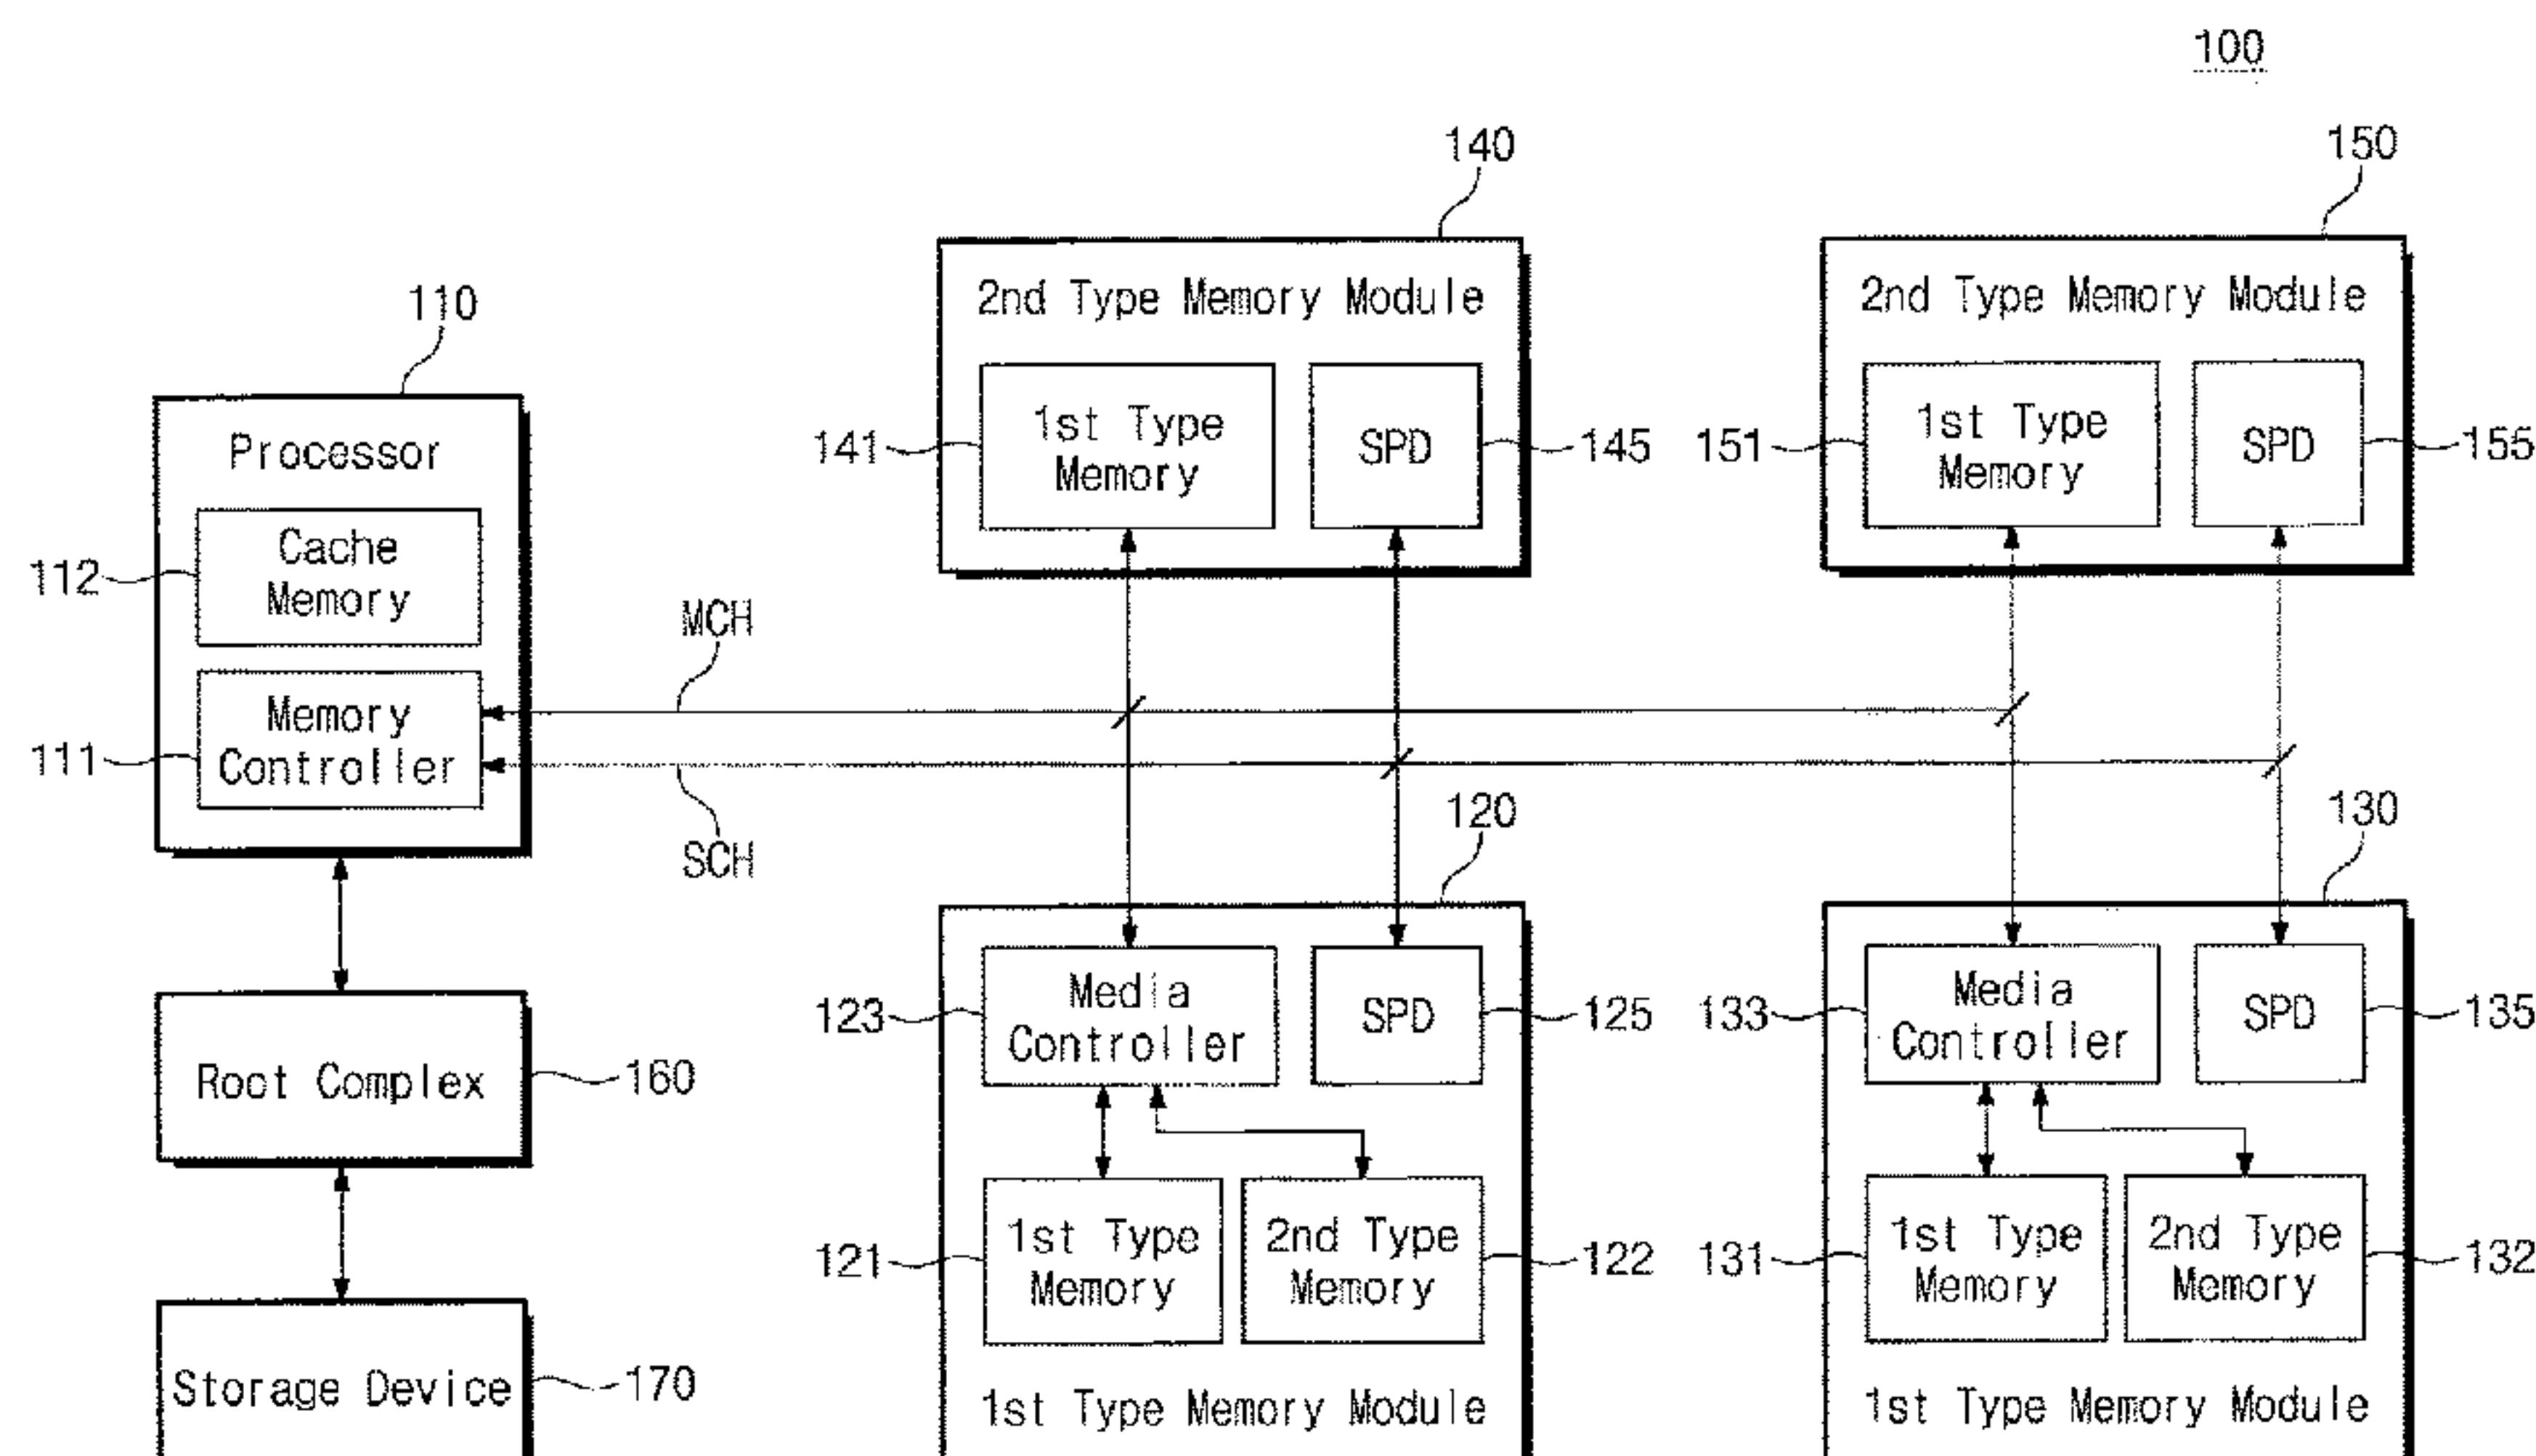 100
140
150
110
2nd Type Memory Module
2nd Type Memory Module
Processor
141
1st Type
Memory
SPD
145
151
1st Type
Memory
SPD
155
Cache
Memory
112
MCH
Memory
Controller
111
SCH
120
130
123
Media
Controller
SPD
125
133
Media
Controller
SPD
135
Root Complex
160
121
1st Type
Memory
2nd Type
Memory
122
131
1st Type
Memory
2nd Type
Memory
132
Storage Device
170
1st Type Memory Module
1st Type Memory Module